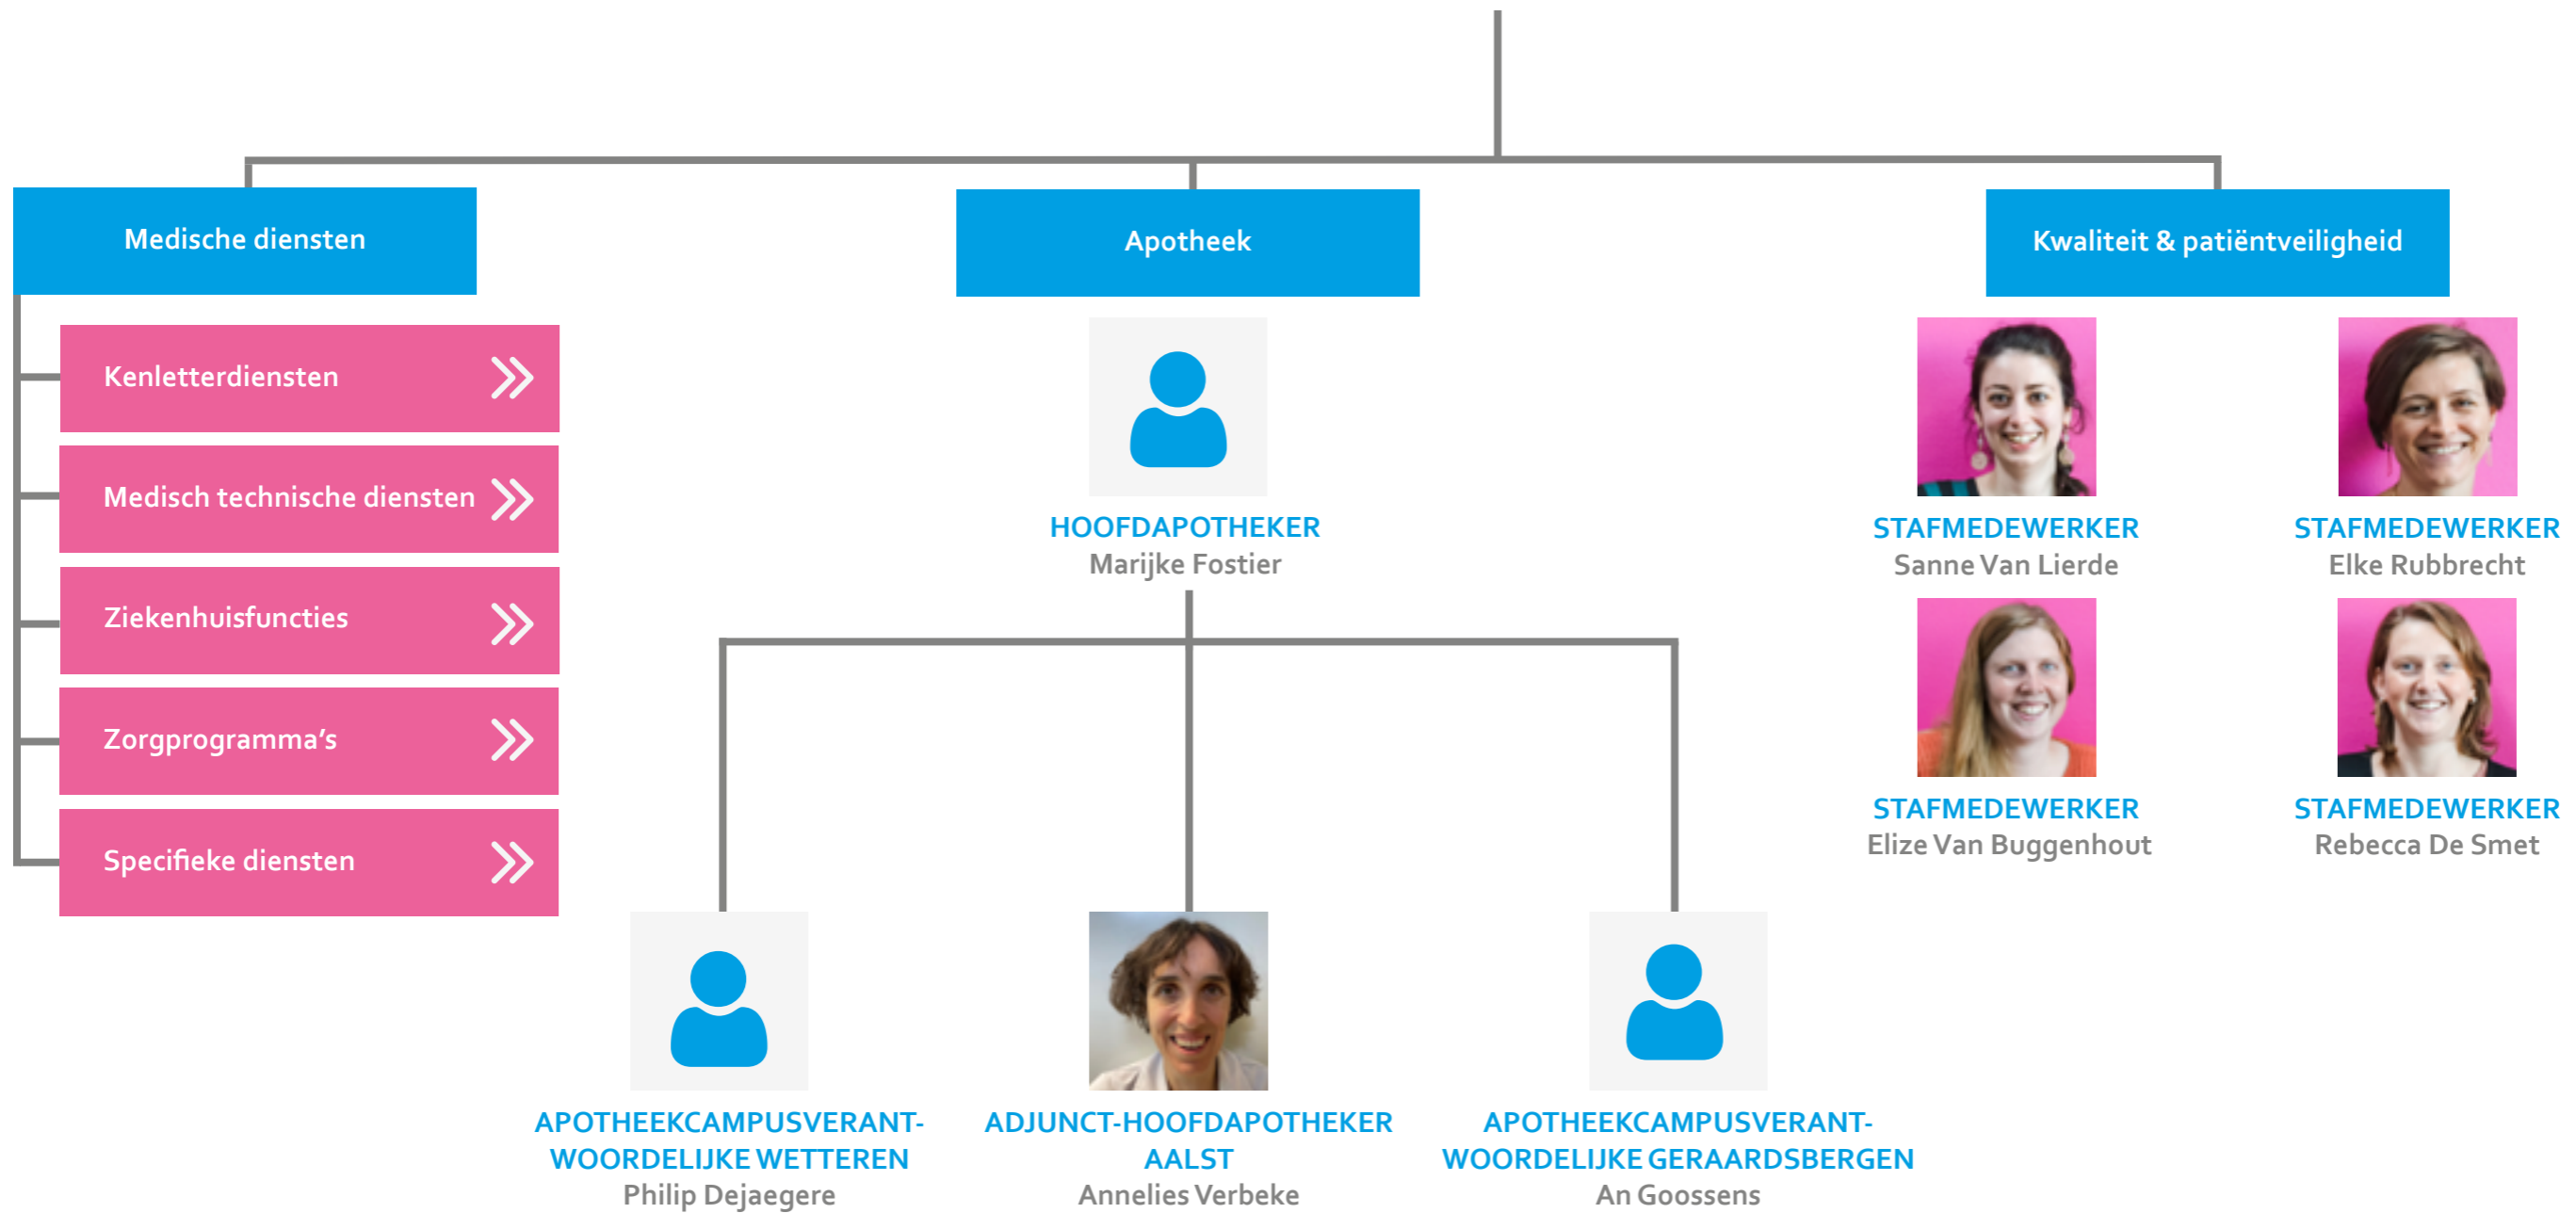 Medische diensten
Kenletterdiensten
Medisch technische diensten
Ziekenhuisfuncties
Zorgprogramma’s
Specifieke diensten
Apotheek
HOOFDAPOTHEKER
Marijke Fostier
APOTHEEKCAMPUSVERANT-
WOORDELIJKE WETTEREN
Philip Dejaegere
ADJUNCT-HOOFDAPOTHEKER
AALST
Annelies Verbeke
APOTHEEKCAMPUSVERANT-
WOORDELIJKE GERAARDSBERGEN
An Goossens
Kwaliteit & patiëntveiligheid
STAFMEDEWERKER
Sanne Van Lierde
STAFMEDEWERKER
Elke Rubbrecht
STAFMEDEWERKER
Elize Van Buggenhout
STAFMEDEWERKER
Rebecca De Smet